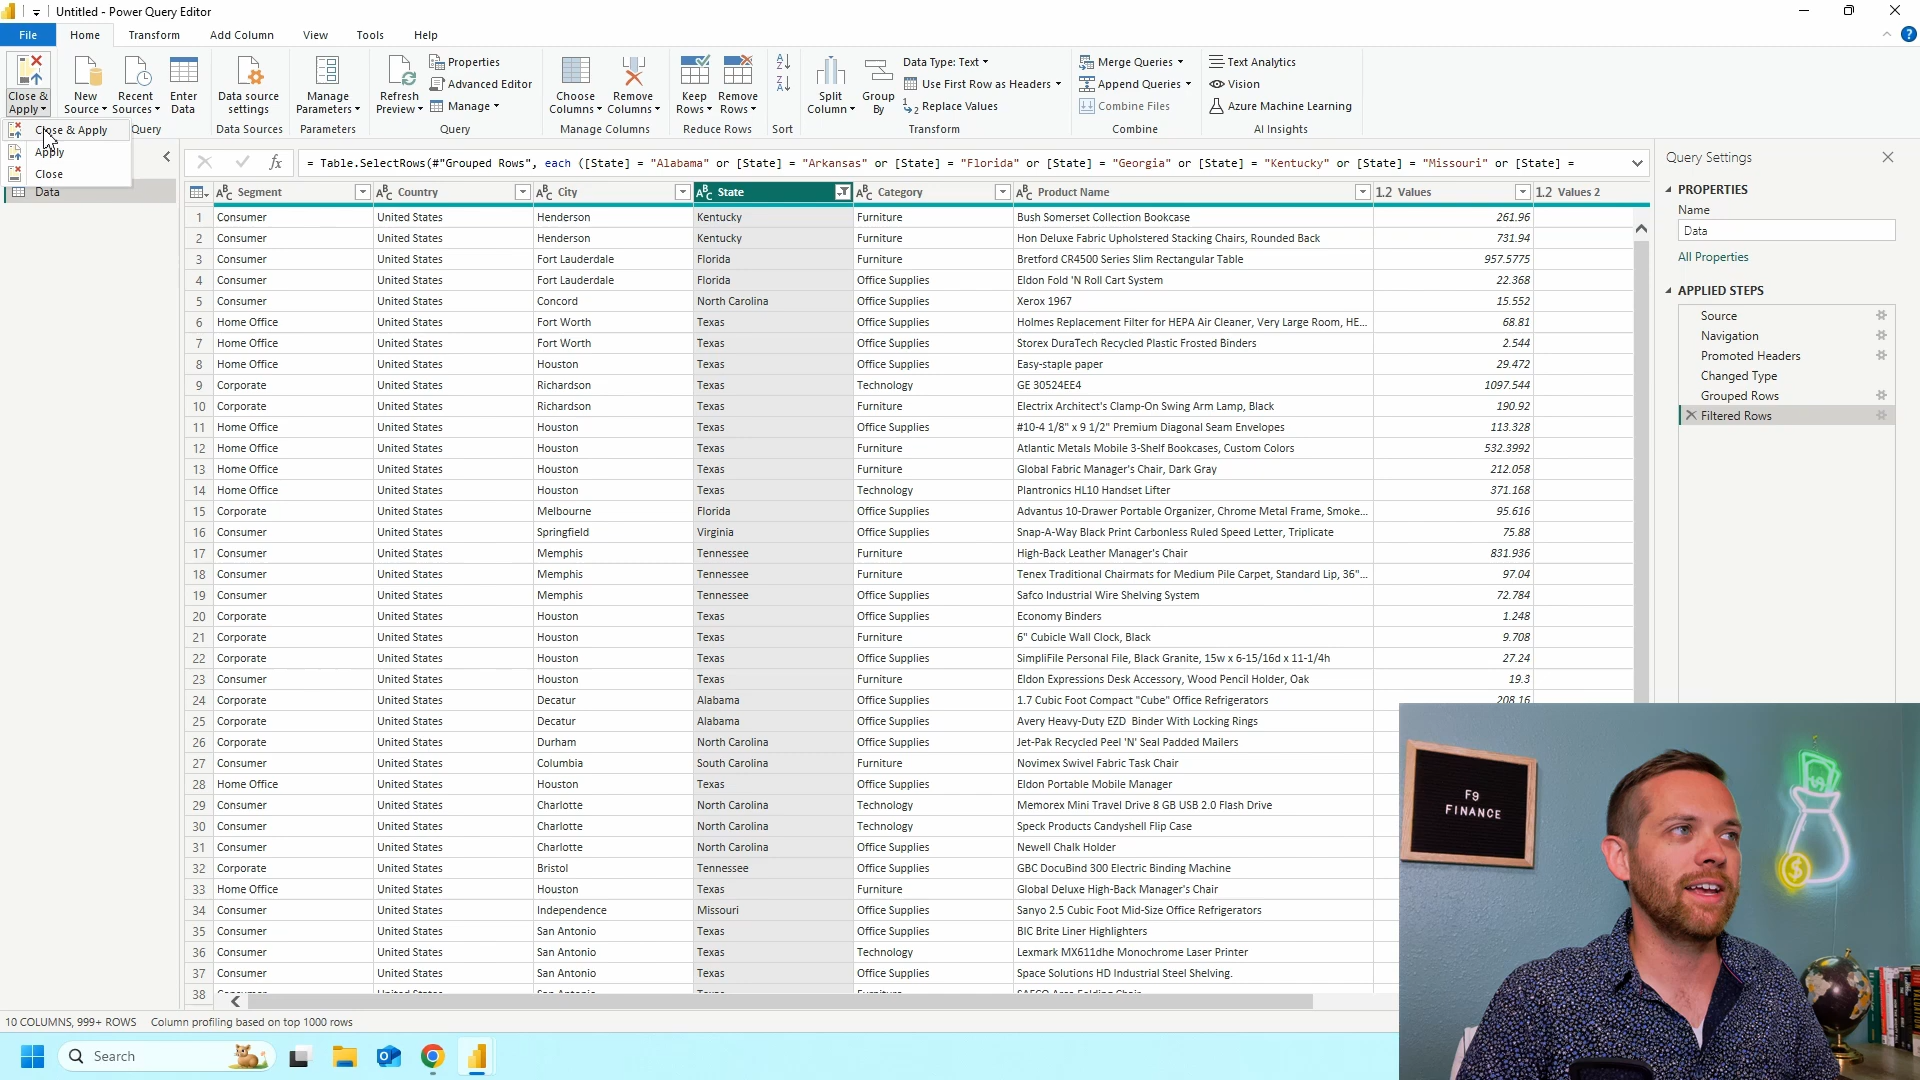 Untitled - Power Query Editor
File Home Transform Add Column View Tools Help
Close & Apply
New Source
Recent Sources
Enter Data
Data source settings
Manage Parameters
Refresh Preview
Properties
Advanced Editor
Manage
Choose Columns
Remove Columns
Keep Rows
Remove Rows
Split Column
Group By
Data Type: Text
Use First Row as Headers
Replace Values
Merge Queries
Append Queries
Combine Files
Text Analytics
Vision
Azure Machine Learning
Query Data Sources Parameters Query Manage Columns Reduce Rows Sort Transform Combine AI Insights
Close & Apply
Apply
Close
Data
= Table.SelectRows(#"Grouped Rows", each ([State] = "Alabama" or [State] = "Arkansas" or [State] = "Florida" or [State] = "Georgia" or [State] = "Kentucky" or [State] = "Missouri" or [State] =
Segment Country City State Category Product Name 1.2 Values 1.2 Values 2
1 Consumer United States Henderson Kentucky Furniture Bush Somerset Collection Bookcase 261.96
2 Consumer United States Henderson Kentucky Furniture Hon Deluxe Fabric Upholstered Stacking Chairs, Rounded Back 731.94
3 Consumer United States Fort Lauderdale Florida Furniture Bretford CR4500 Series Slim Rectangular Table 957.5775
4 Consumer United States Fort Lauderdale Florida Office Supplies Eldon Fold 'N Roll Cart System 22.368
5 Consumer United States Concord North Carolina Office Supplies Xerox 1967 15.552
6 Home Office United States Fort Worth Texas Office Supplies Holmes Replacement Filter for HEPA Air Cleaner, Very Large Room, HE... 68.81
7 Home Office United States Fort Worth Texas Office Supplies Storex DuraTech Recycled Plastic Frosted Binders 2.544
8 Home Office United States Houston Texas Office Supplies Easy-staple paper 29.472
9 Corporate United States Richardson Texas Technology GE 30524EE4 1097.544
10 Corporate United States Richardson Texas Furniture Electrix Architect's Clamp-On Swing Arm Lamp, Black 190.92
11 Home Office United States Houston Texas Office Supplies #10-4 1/8" x 9 1/2" Premium Diagonal Seam Envelopes 113.328
12 Home Office United States Houston Texas Furniture Atlantic Metals Mobile 3-Shelf Bookcases, Custom Colors 532.3992
13 Home Office United States Houston Texas Furniture Global Fabric Manager's Chair, Dark Gray 212.058
14 Home Office United States Houston Texas Technology Plantronics HL10 Handset Lifter 371.168
15 Corporate United States Melbourne Florida Office Supplies Advantus 10-Drawer Portable Organizer, Chrome Metal Frame, Smoke... 95.616
16 Consumer United States Springfield Virginia Office Supplies Snap-A-Way Black Print Carbonless Ruled Speed Letter, Triplicate 75.88
17 Consumer United States Memphis Tennessee Furniture High-Back Leather Manager's Chair 831.936
18 Consumer United States Memphis Tennessee Furniture Tenex Traditional Chairmats for Medium Pile Carpet, Standard Lip, 36"... 97.04
19 Consumer United States Memphis Tennessee Office Supplies Safco Industrial Wire Shelving System 72.784
20 Corporate United States Houston Texas Office Supplies Economy Binders 1.248
21 Corporate United States Houston Texas Furniture 6" Cubicle Wall Clock, Black 9.708
22 Corporate United States Houston Texas Office Supplies SimpliFile Personal File, Black Granite, 15w x 6-15/16d x 11-1/4h 27.24
23 Consumer United States Houston Texas Furniture Eldon Expressions Desk Accessory, Wood Pencil Holder, Oak 19.3
24 Corporate United States Decatur Alabama Office Supplies 1.7 Cubic Foot Compact "Cube" Office Refrigerators 208.16
25 Corporate United States Decatur Alabama Office Supplies Avery Heavy-Duty EZD Binder With Locking Rings
26 Corporate United States Durham North Carolina Office Supplies Jet-Pak Recycled Peel 'N' Seal Padded Mailers
27 Consumer United States Columbia South Carolina Furniture Novimex Swivel Fabric Task Chair
28 Home Office United States Houston Texas Office Supplies Eldon Portable Mobile Manager
29 Consumer United States Charlotte North Carolina Technology Memorex Mini Travel Drive 8 GB USB 2.0 Flash Drive
30 Consumer United States Charlotte North Carolina Technology Speck Products Candyshell Flip Case
31 Consumer United States Charlotte North Carolina Office Supplies Newell Chalk Holder
32 Corporate United States Bristol Tennessee Office Supplies GBC DocuBind 300 Electric Binding Machine
33 Home Office United States Houston Texas Furniture Global Deluxe High-Back Manager's Chair
34 Consumer United States Independence Missouri Office Supplies Sanyo 2.5 Cubic Foot Mid-Size Office Refrigerators
35 Consumer United States San Antonio Texas Office Supplies BIC Brite Liner Highlighters
36 Consumer United States San Antonio Texas Technology Lexmark MX611dhe Monochrome Laser Printer
37 Consumer United States San Antonio Texas Office Supplies Space Solutions HD Industrial Steel Shelving.
38
Query Settings
PROPERTIES
Name
Data
All Properties
APPLIED STEPS
Source
Navigation
Promoted Headers
Changed Type
Grouped Rows
Filtered Rows
F9
FINANCE
10 COLUMNS, 999+ ROWS Column profiling based on top 1000 rows
Search